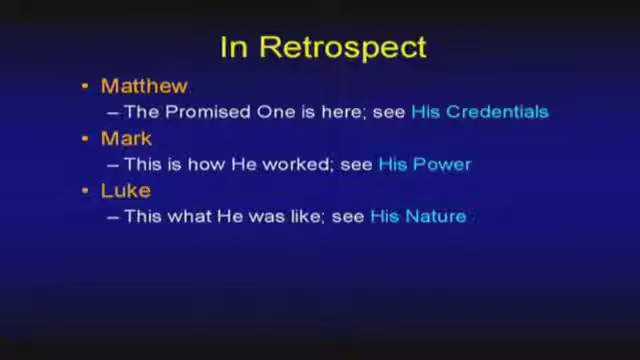 In Retrospect
• Matthew
– The Promised One is here; see His Credentials
• Mark
– This is how He worked; see His Power
• Luke
– This what He was like; see His Nature